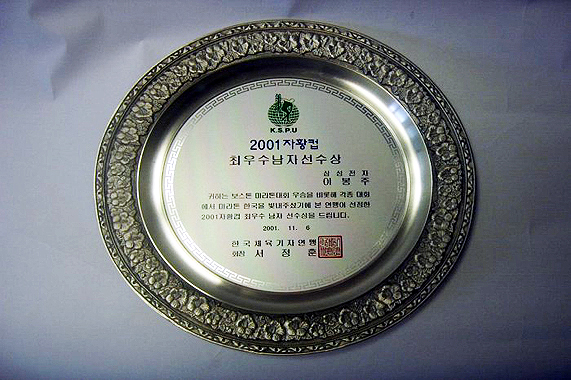 K.S.P.U
2001자황컵
최우수남자선수상
삼성전자
이봉주
귀하는 보스톤 마라톤대회 우승을 비롯해 각종 대회
에서 마라톤 한국을 빛내주셨기에 본 연맹이 선정한
2001자황컵 최우수 남자 선수상을 드립니다.
2001. 11. 6
한국체육기자연맹
회장 서정훈